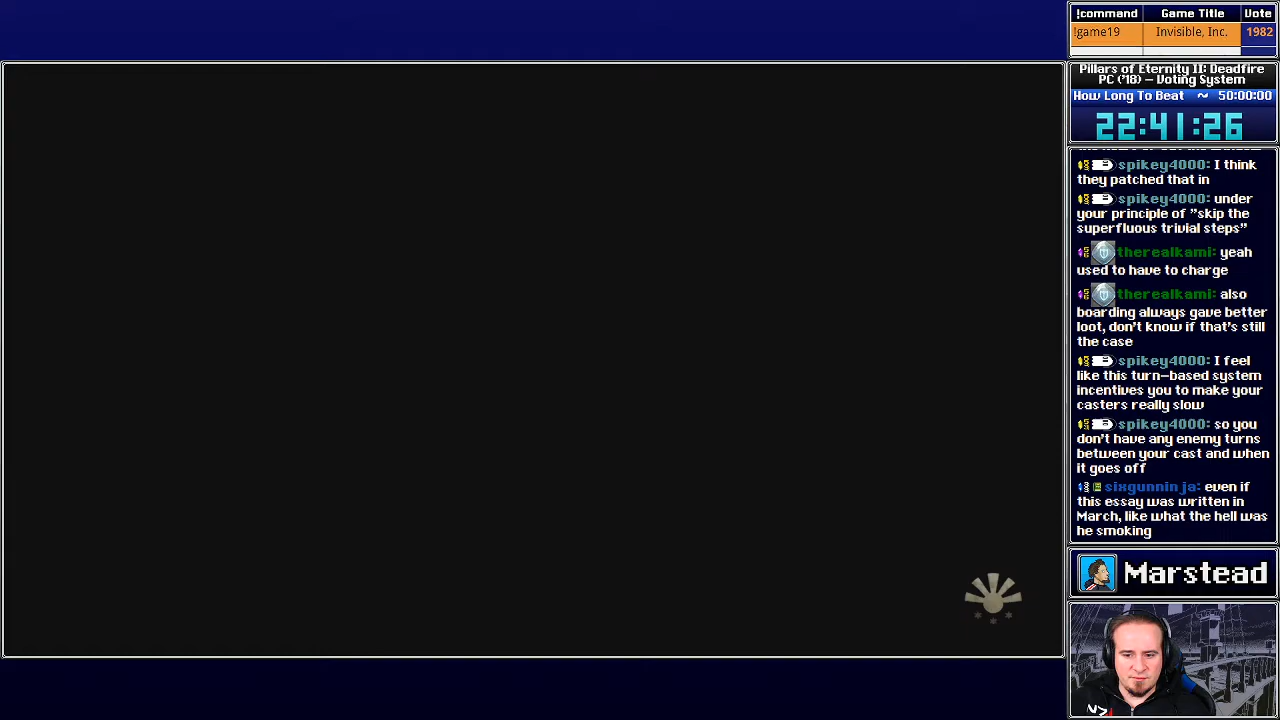 !command Game Title Vote
!game19 Invisible, Inc. 1982
Pillars of Eternity II: Deadfire
PC ('18) — Voting System
How Long To Beat ~ 50:00:00
22:41:26
spikey4000: I think
they patched that in
spikey4000: under
your principle of "skip the
superfluous trivial steps"
therealkami: yeah
used to have to charge
therealkami: also
boarding always gave better
loot, don't know if that's still
the case
spikey4000: I feel
like this turn-based system
incentives you to make your
casters really slow
spikey4000: so you
don't have any enemy turns
between your cast and when
it goes off
sixgunninja: even if
this essay was written in
March, like what the hell was
he smoking
Marstead